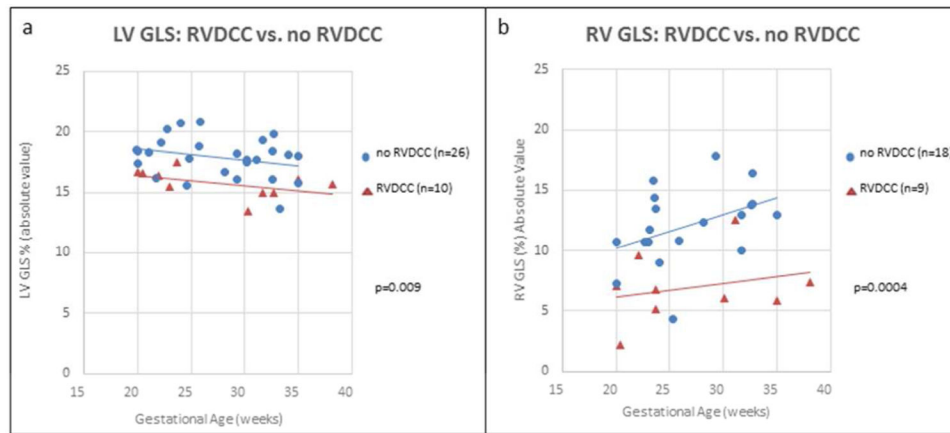 a
LV GLS: RVDCC vs. no RVDCC
25
20
15
10
5
0
15 20 25 30 35 40
LV GLS % (absolute value)
Gestational Age (weeks)
no RVDCC (n=26)
RVDCC (n=10)
p=0.009
b
RV GLS: RVDCC vs. no RVDCC
25
20
15
10
5
0
15 20 25 30 35 40
RV GLS (%) Absolute Value
Gestational Age (weeks)
no RVDCC (n=18)
RVDCC (n=9)
p=0.0004